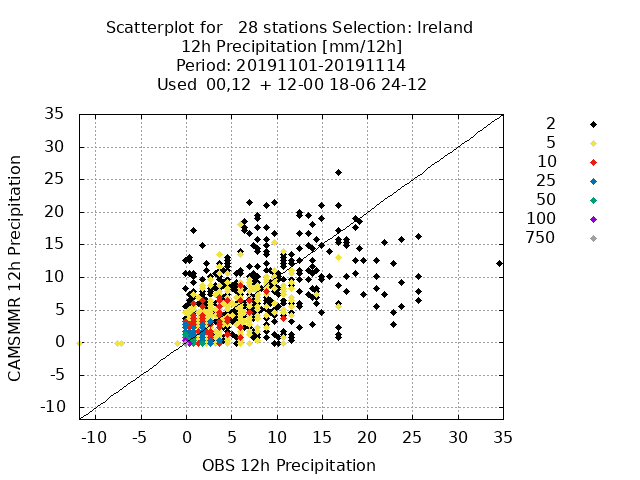 Scatterplot for   28 stations Selection: Ireland
12h Precipitation [mm/12h]
Period: 20191101-20191114
Used  00,12  + 12-00 18-06 24-12
35
30
25
20
15
10
5
0
-5
-10
CAMSMMR 12h Precipitation
-10 -5 0 5 10 15 20 25 30 35
OBS 12h Precipitation
2
5
10
25
50
100
750